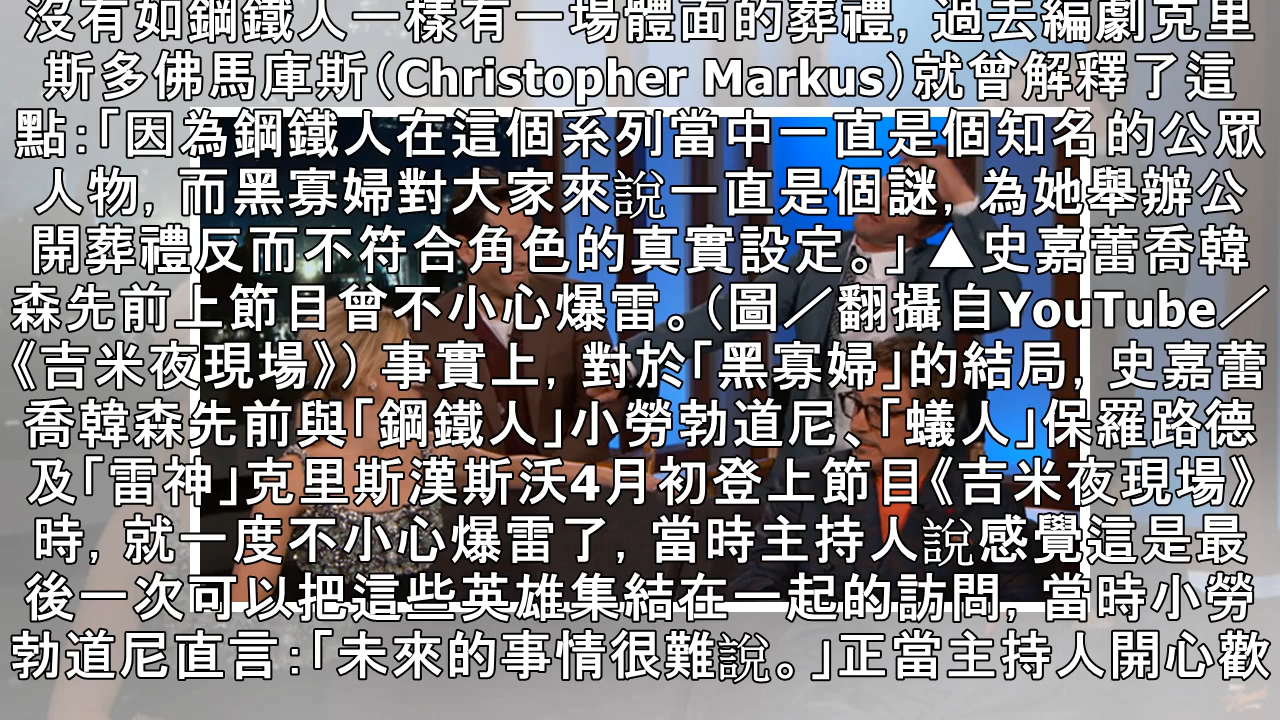 沒有如鋼鐵人一樣有一場體面的葬禮, 過去編劇克里
斯多佛馬庫斯(Christopher Markus)就曾解釋了這
點:「因為鋼鐵人在這個系列當中一直是個知名的公眾
人物, 而黑寡婦對大家來說一直是個謎, 為她舉辦公
開葬禮反而不符合角色的真實設定。」▲史嘉蕾喬韓
森先前上節目曾不小心爆雷。(圖／翻攝自YouTube／
《吉米夜現場》) 事實上, 對於「黑寡婦」的結局, 史嘉蕾
喬韓森先前與「鋼鐵人」小勞勃道尼、「蟻人」保羅路德
及「雷神」克里斯漢斯沃4月初登上節目《吉米夜現場》
時, 就一度不小心爆雷了, 當時主持人說感覺這是最
後一次可以把這些英雄集結在一起的訪問, 當時小勞
勃道尼直言:「未來的事情很難說。」正當主持人開心歡